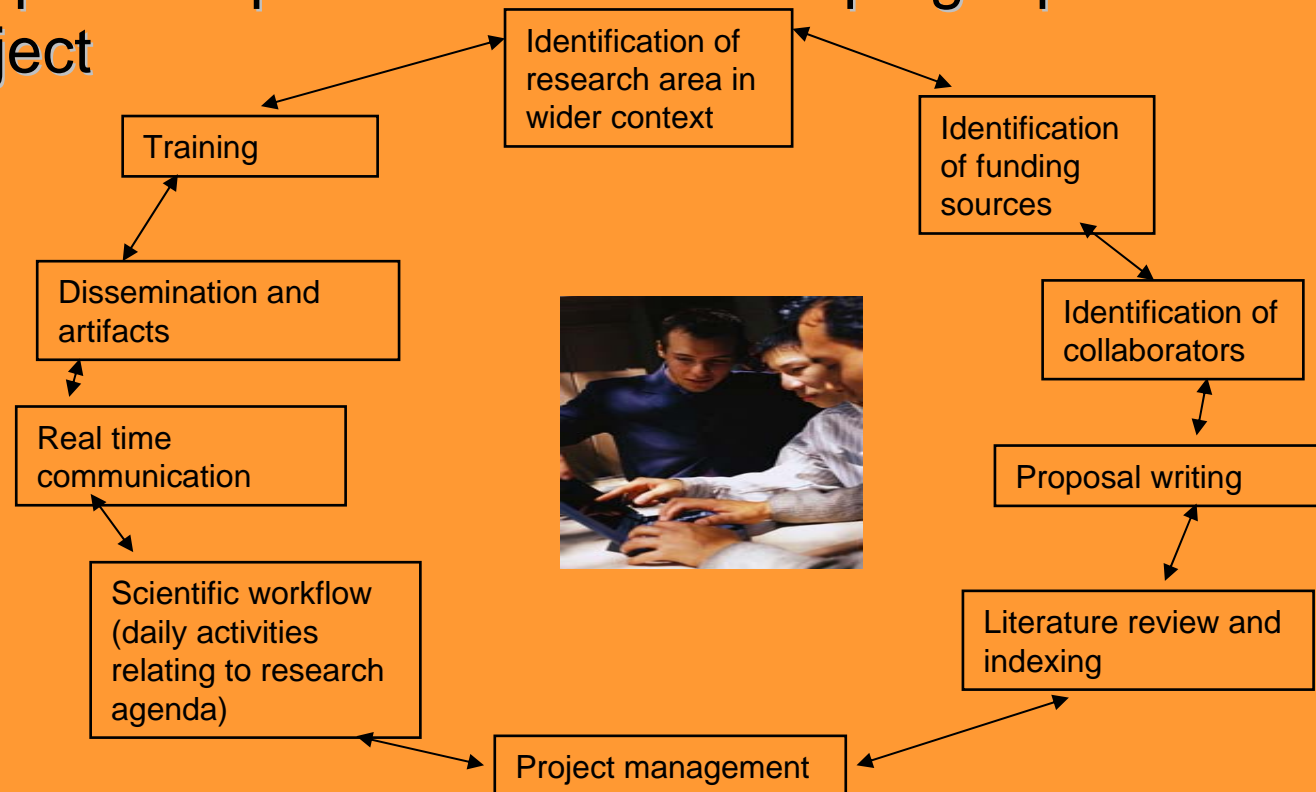 ject
Identification of
research area in
wider context
Identification
of funding
sources
Identification of
collaborators
Proposal writing
Literature review and
indexing
Project management
Scientific workflow
(daily activities
relating to research
agenda)
Real time
communication
Dissemination and
artifacts
Training